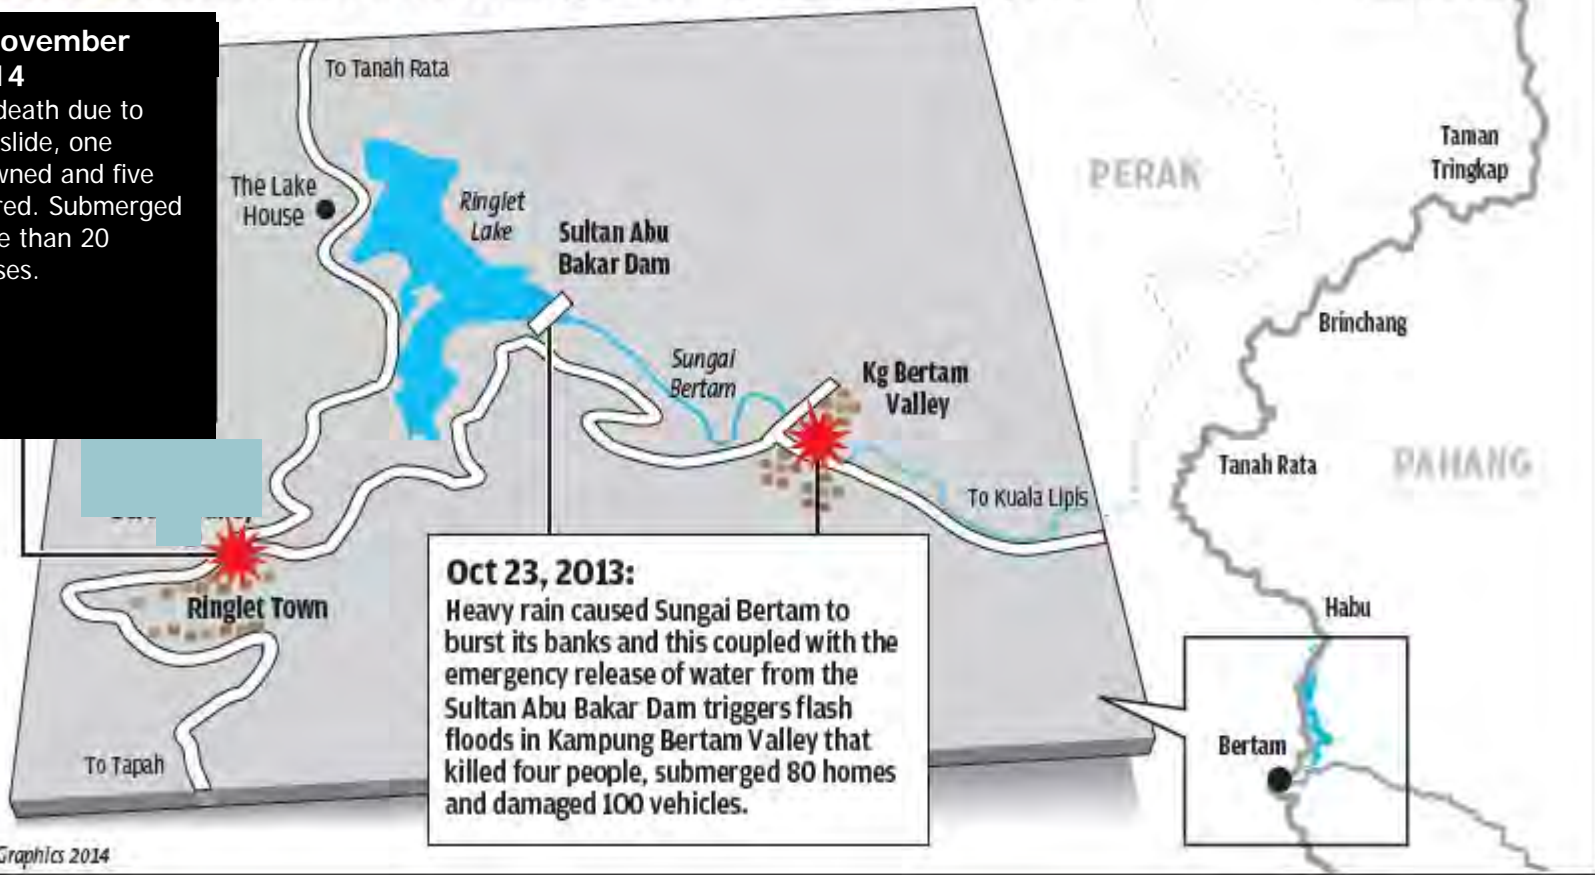 ovember
14
death due to
slide, one
wned and five
red. Submerged
e than 20
ses.
To Tanah Rata
The Lake
House
Ringlet
Lake
Sultan Abu
Bakar Dam
Sungai
Bertam
Kg Bertam
Valley
To Kuala Lipis
Ringlet Town
To Tapah
Oct 23, 2013:
Heavy rain caused Sungai Bertam to
burst its banks and this coupled with the
emergency release of water from the
Sultan Abu Bakar Dam triggers flash
floods in Kampung Bertam Valley that
killed four people, submerged 80 homes
and damaged 100 vehicles.
PERAK
Taman
Tringkap
Brinchang
Tanah Rata
PAHANG
Habu
Bertam
Graphics 2014